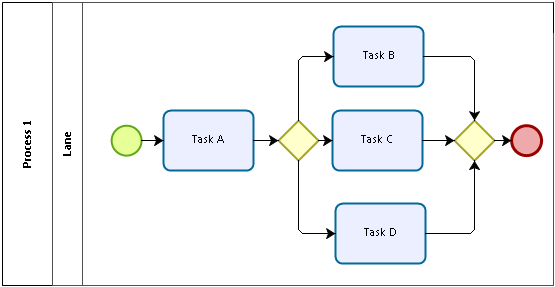 Process 1
Lane
Task A
Task B
Task C
Task D